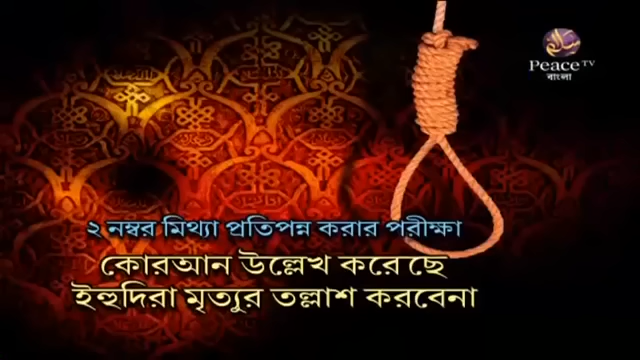 Peace TV
বাংলা
২ নম্বর মিথ্যা প্রতিপন্ন করার পরীক্ষা
কোরআন উল্লেখ করেছে
ইহুদিরা মৃত্যুর তল্লাশ করবেনা